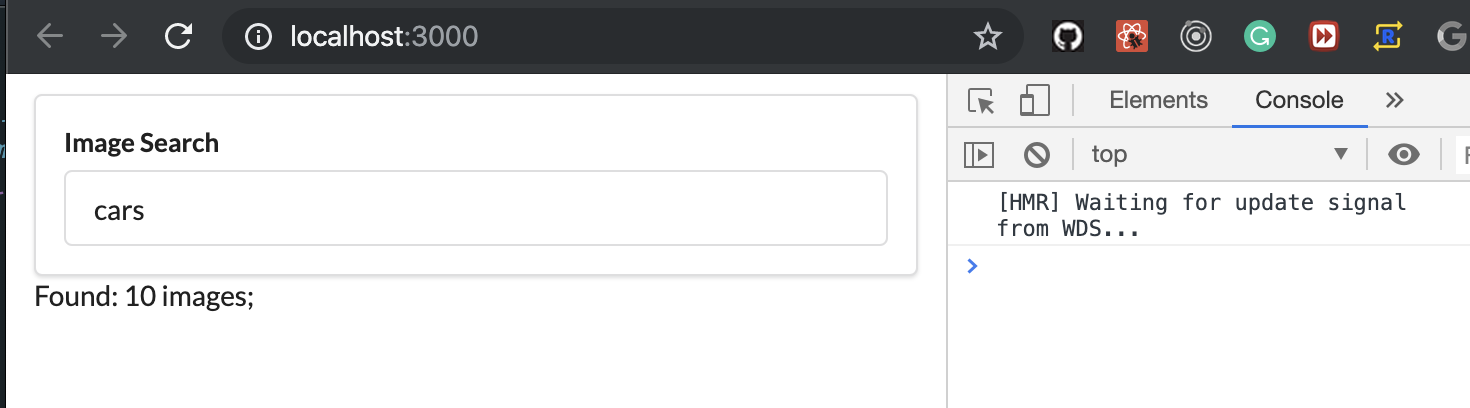 localhost:3000
Elements Console
top
Image Search
cars
Found: 10 images;
[HMR] Waiting for update signal
from WDS...